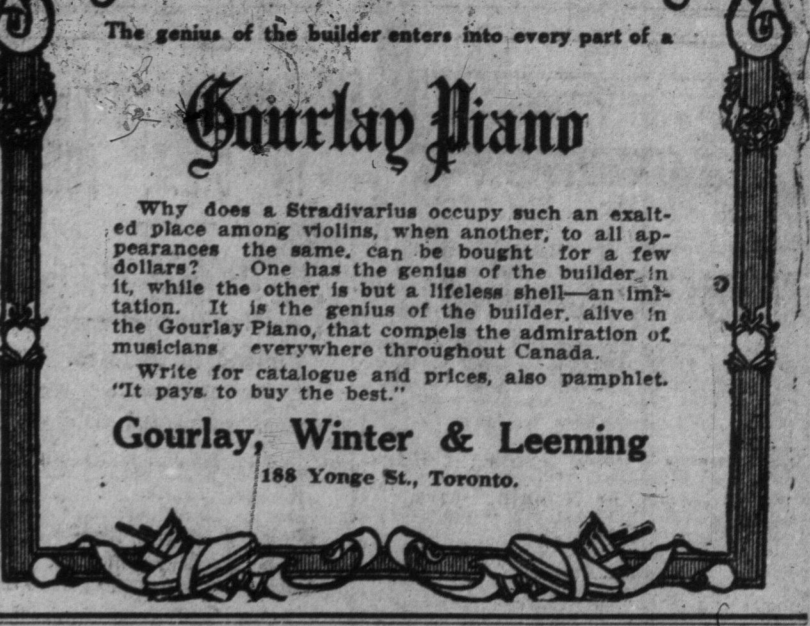 The genius of the builder enters into every part of a
Gourlay Piano
Why does a Stradivarius occupy such an exalt-
ed place among violins, when another, to all ap-
pearances the same, can be bought for a few
dollars? One has the genius of the builder in
it, while the other is but a lifeless shell—an imi-
tation. It is the genius of the builder, alive in
the Gourlay Piano, that compels the admiration of
musicians everywhere throughout Canada.
Write for catalogue and prices, also pamphlet.
"It pays to buy the best."
Gourlay, Winter & Leeming
188 Yonge St., Toronto.